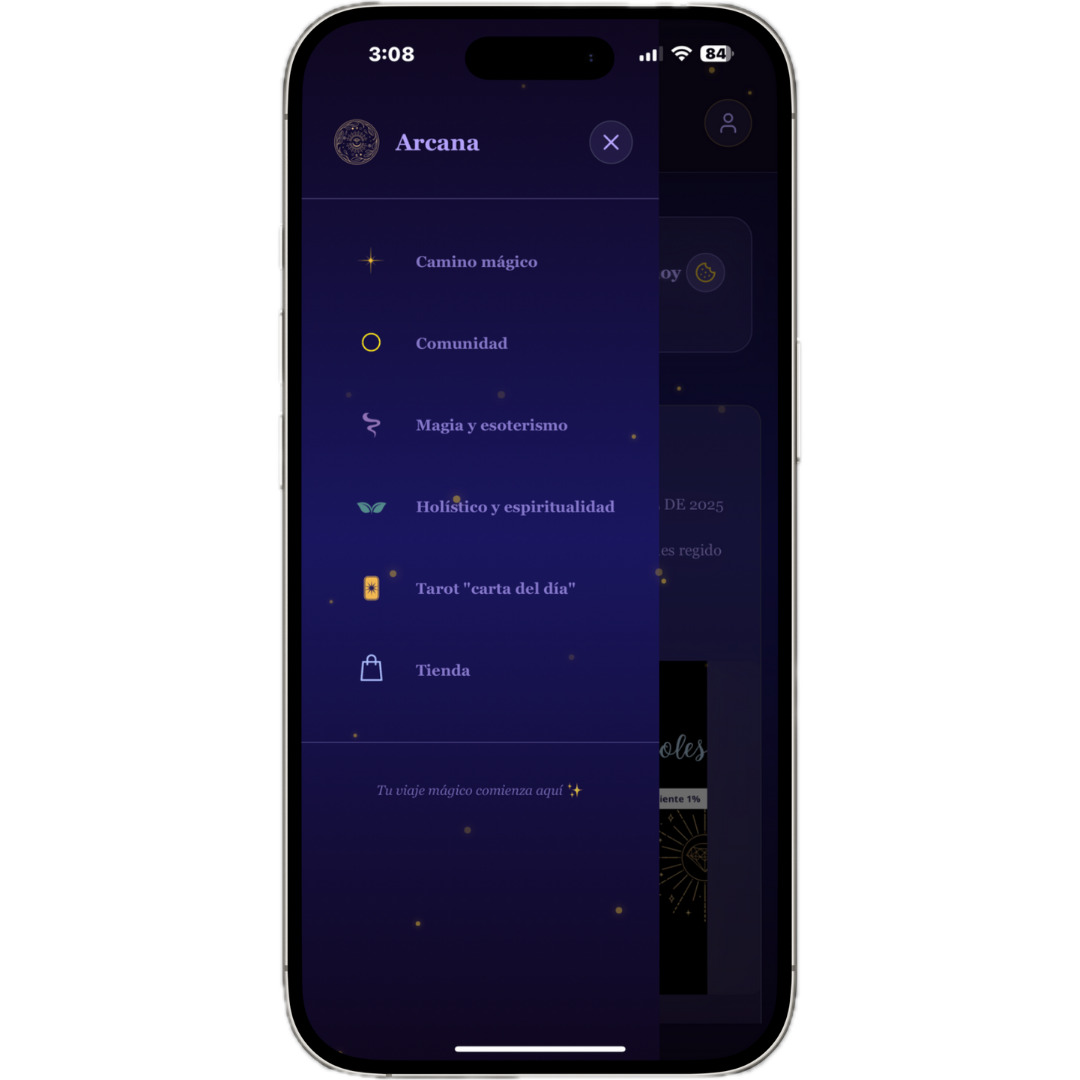 3:08
84
Arcana
Camino mágico
oy
Comunidad
Magia y esoterismo
Holístico y espiritualidad
DE 2025
es regido
Tarot "carta del día"
Tienda
oles
Tu viaje mágico comienza aquí
iente 1%